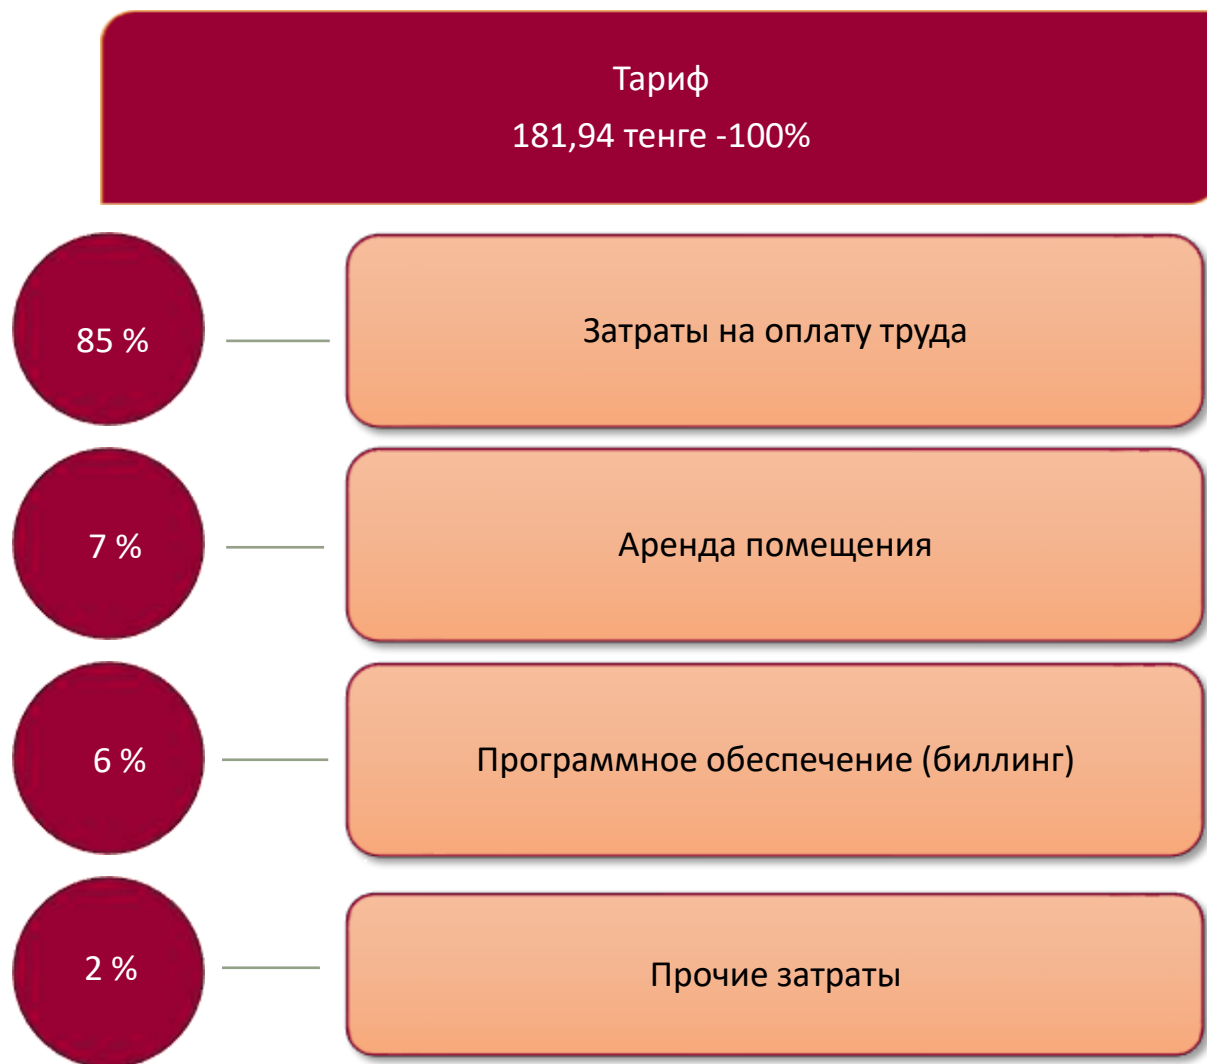 Тариф
181,94 тенге -100%
85 %
Затраты на оплату труда
7 %
Аренда помещения
6 %
Программное обеспечение (биллинг)
2 %
Прочие затраты